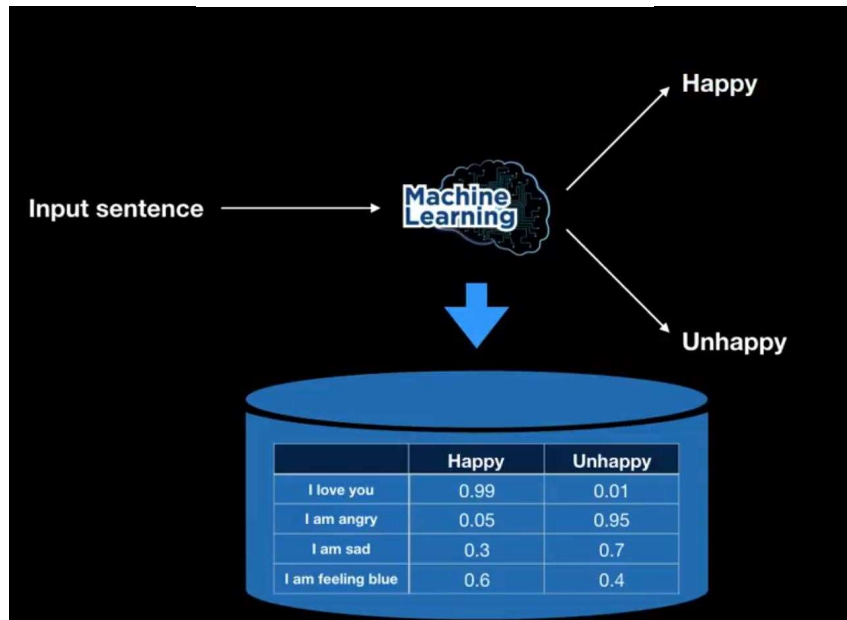 Happy
Input sentence
Machine
Learning
Unhappy
Happy Unhappy
I love you 0.99 0.01
I am angry 0.05 0.95
I am sad 0.3 0.7
I am feeling blue 0.6 0.4